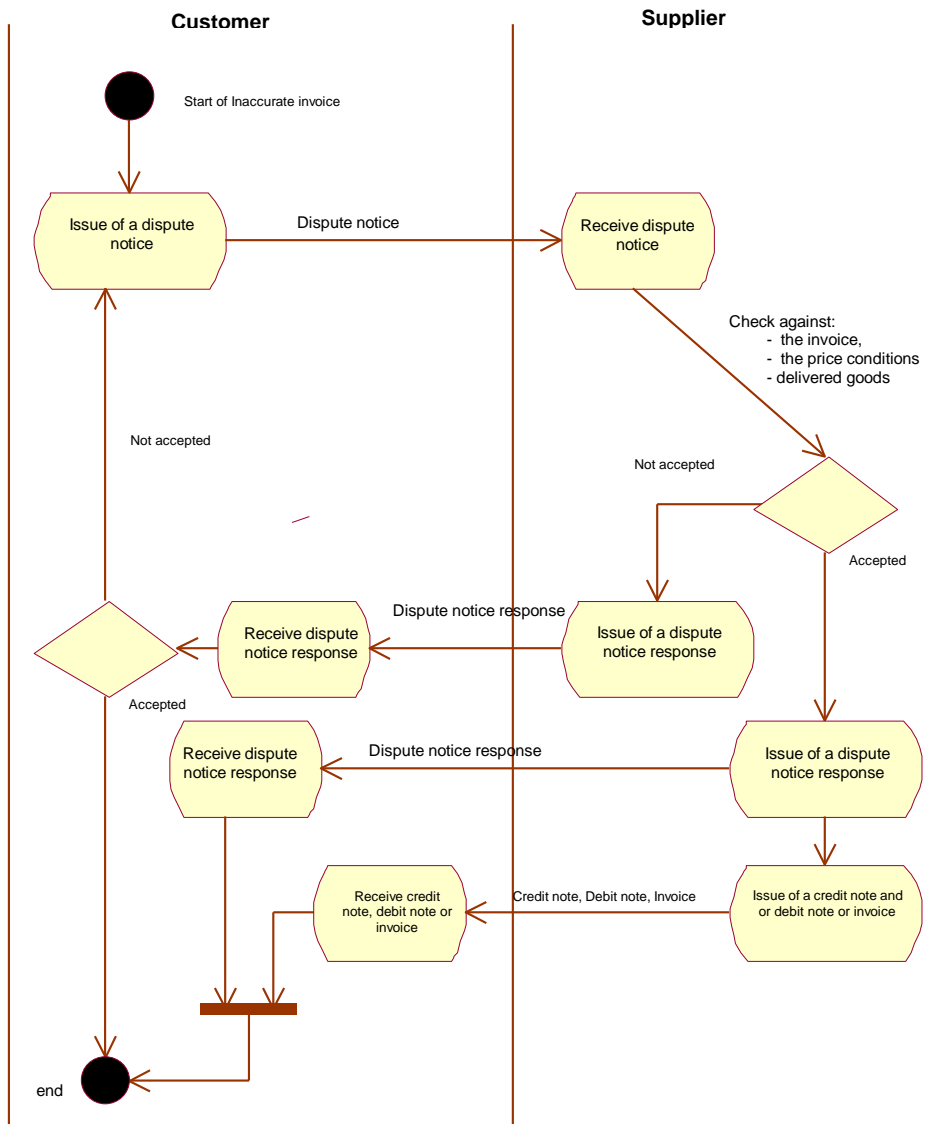 Customer
Supplier
Start of Inaccurate invoice
Issue of a dispute
notice
Dispute notice
Receive dispute
notice
Check against:
- the invoice,
- the price conditions
- delivered goods
Not accepted
Not accepted
Accepted
Dispute notice response
Receive dispute
notice response
Issue of a dispute
notice response
Accepted
Receive dispute
notice response
Dispute notice response
Issue of a dispute
notice response
Receive credit
note, debit note or
invoice
Credit note, Debit note, Invoice
Issue of a credit note and
or debit note or invoice
end